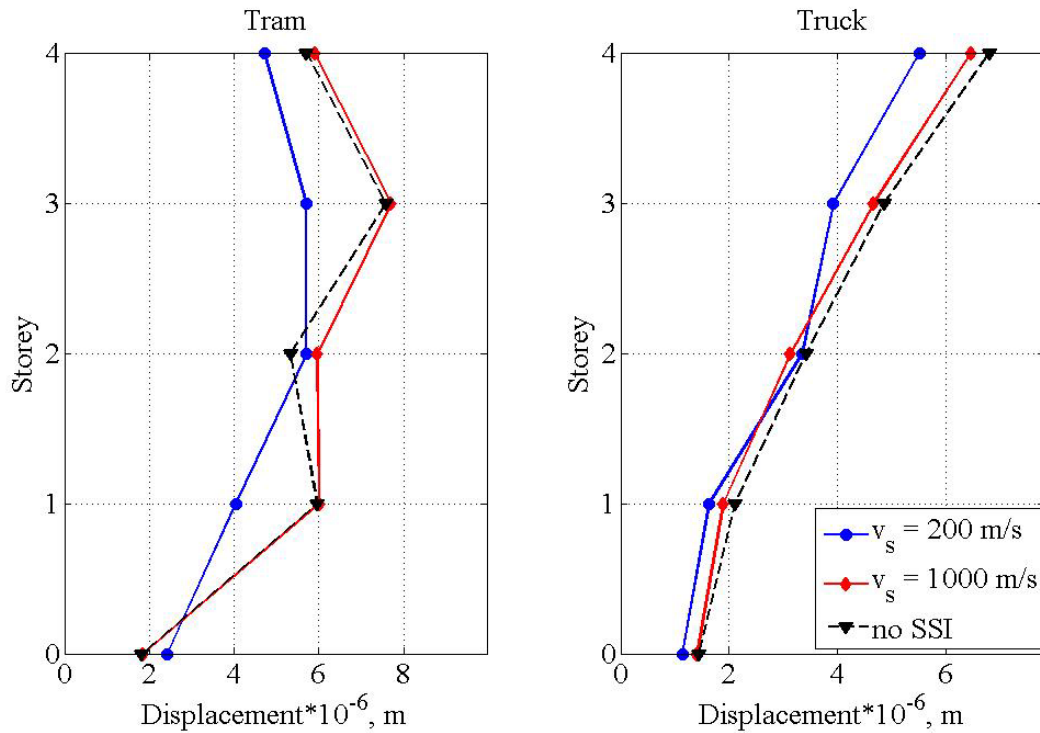 Tram
4
3
2
1
0
Storey
0 2 4 6 8
Displacement*10^-6, m
Truck
4
3
2
1
0
Storey
0 2 4 6
Displacement*10^-6, m
v_s = 200 m/s
v_s = 1000 m/s
no SSI